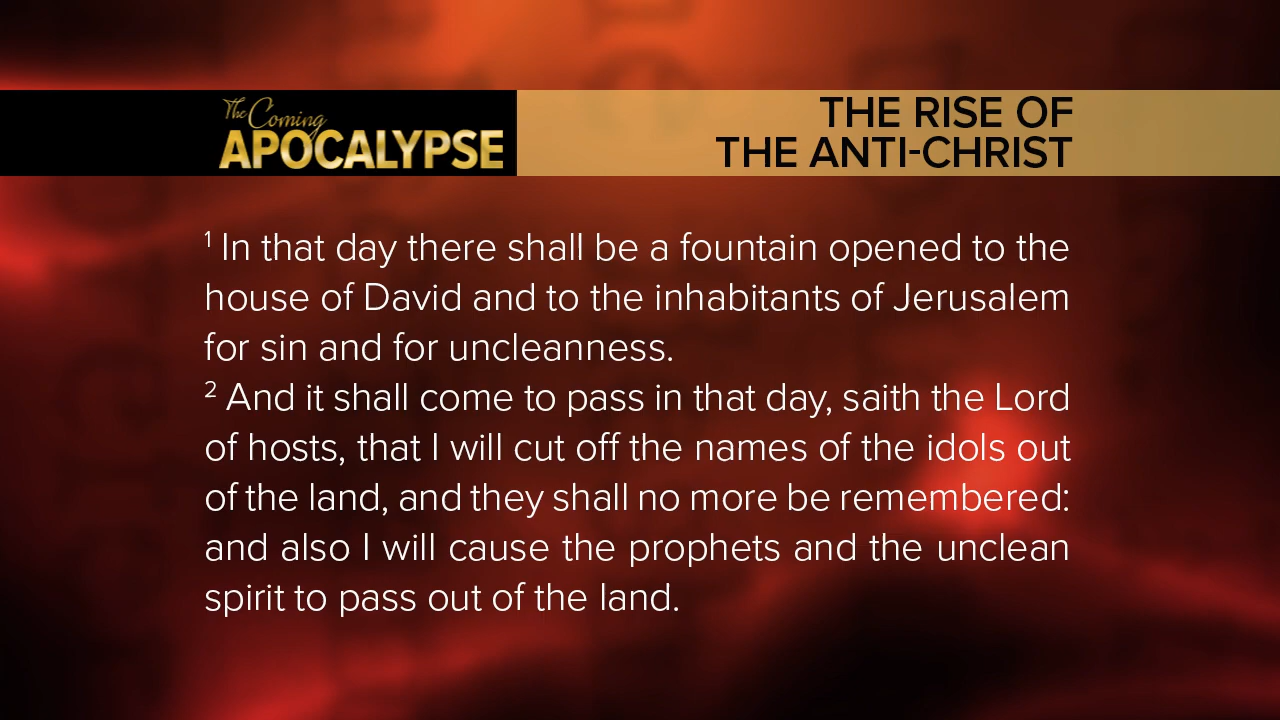 The Coming
APOCALYPSE
THE RISE OF
THE ANTI-CHRIST
¹ In that day there shall be a fountain opened to the
house of David and to the inhabitants of Jerusalem
for sin and for uncleanness.
² And it shall come to pass in that day, saith the Lord
of hosts, that I will cut off the names of the idols out
of the land, and they shall no more be remembered:
and also I will cause the prophets and the unclean
spirit to pass out of the land.